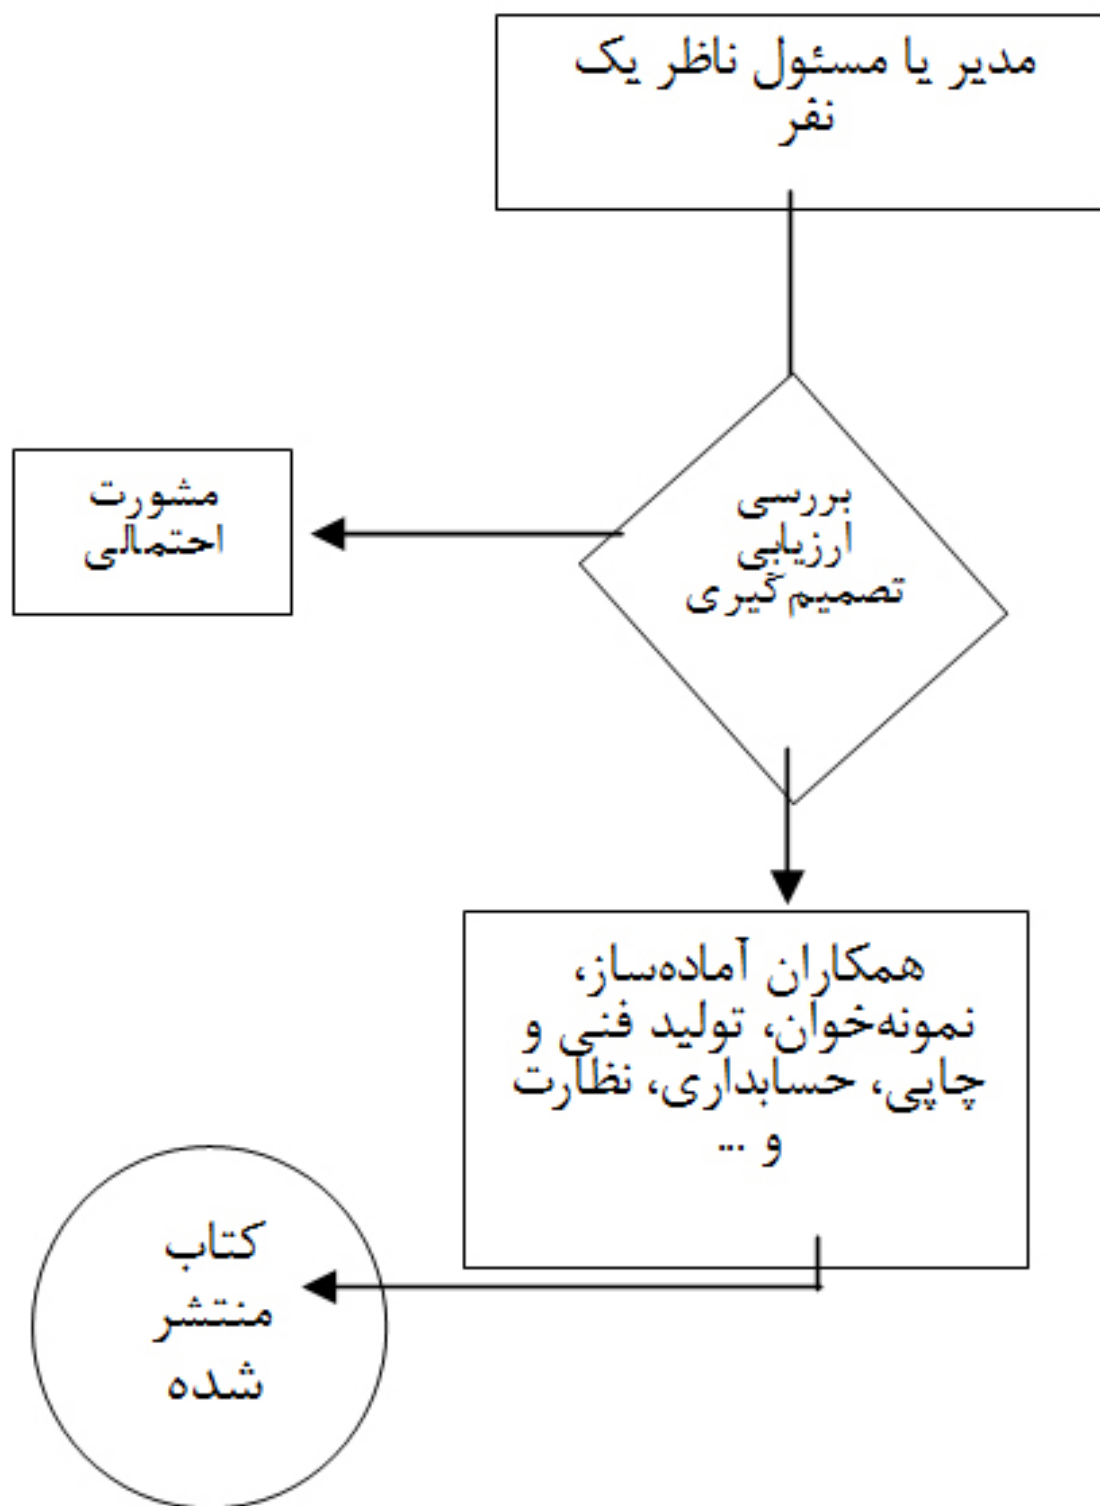 مدیر یا مسئول ناظر یک
نفر
بررسی
ارزیابی
تصمیم‌گیری
مشورت
احتمالی
همکاران آماده‌ساز،
نمونه‌خوان، تولید فنی و
چاپی، حسابداری، نظارت
و ...
کتاب
منتشر
شده